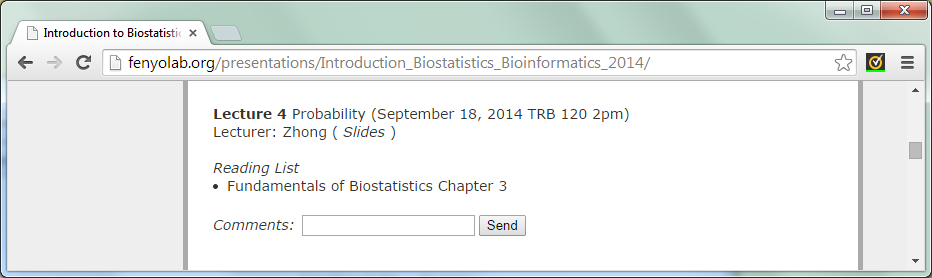 Introduction to Biostatistic
fenyolab.org/presentations/Introduction_Biostatistics_Bioinformatics_2014/
Lecture 4 Probability (September 18, 2014 TRB 120 2pm)
Lecturer: Zhong ( Slides )
Reading List
• Fundamentals of Biostatistics Chapter 3
Comments: Send